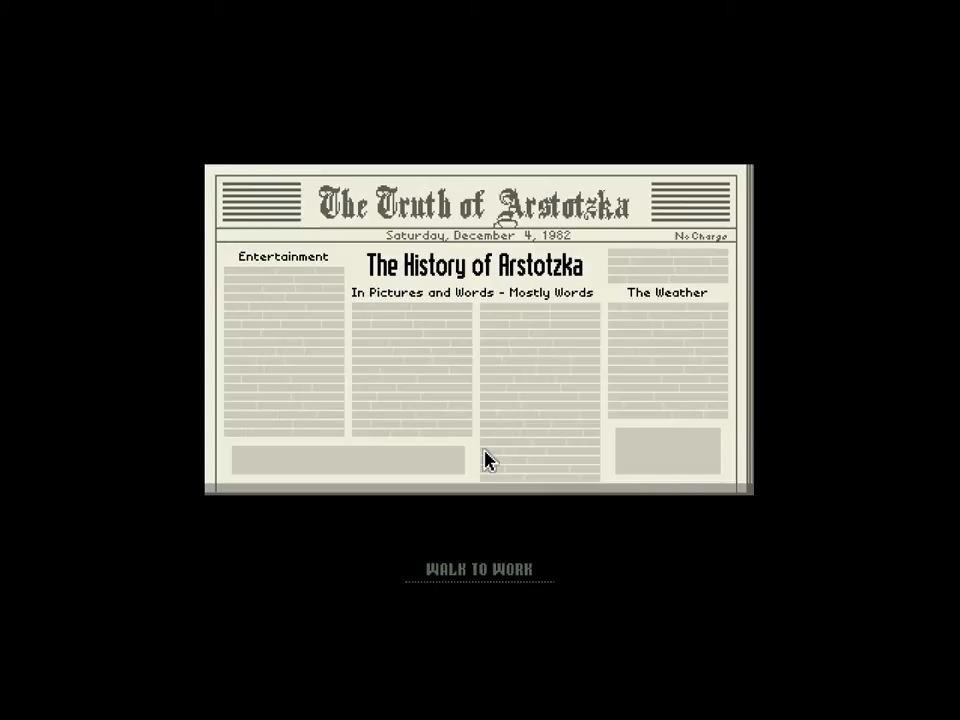 The Truth of Arstotzka
Saturday, December 4, 1982
No Charge
Entertainment
The History of Arstotzka
In Pictures and Words - Mostly Words
The Weather
WALK TO WORK